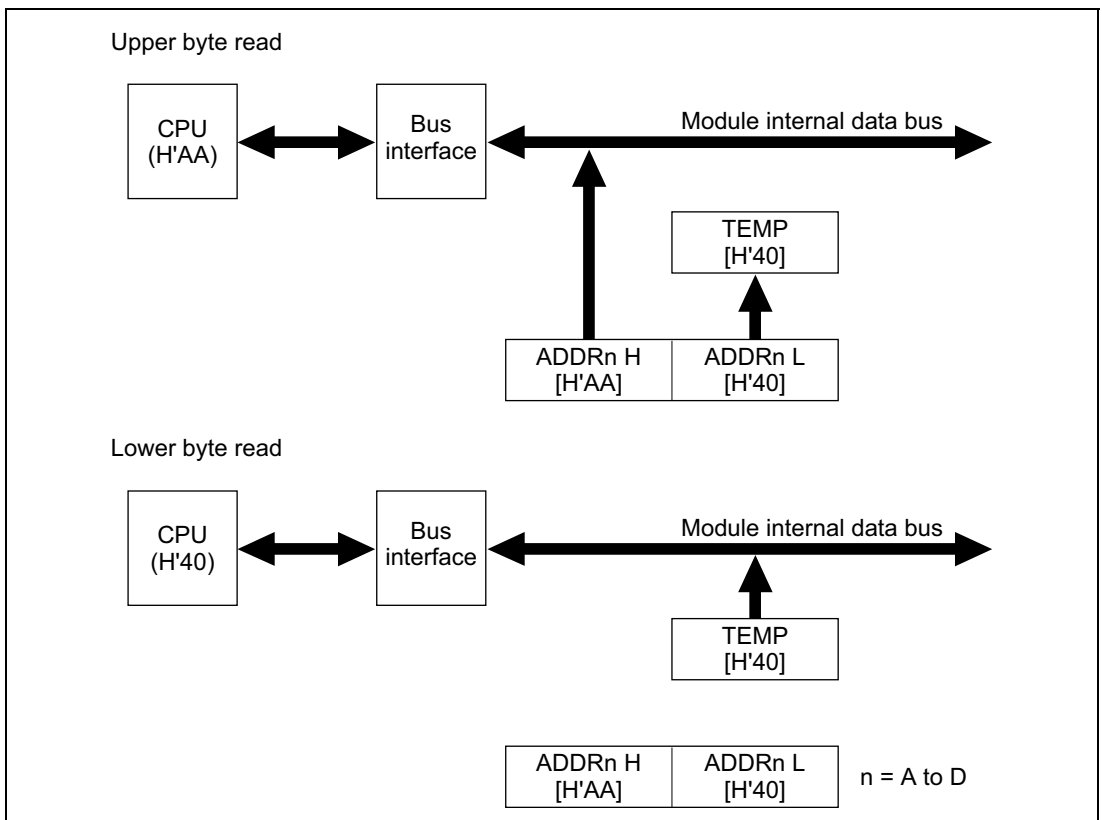 Upper byte read
CPU
(H'AA)
Bus
interface
Module internal data bus
TEMP
[H'40]
ADDRn H
[H'AA]
ADDRn L
[H'40]
Lower byte read
CPU
(H'40)
Bus
interface
Module internal data bus
TEMP
[H'40]
ADDRn H
[H'AA]
ADDRn L
[H'40]
n = A to D